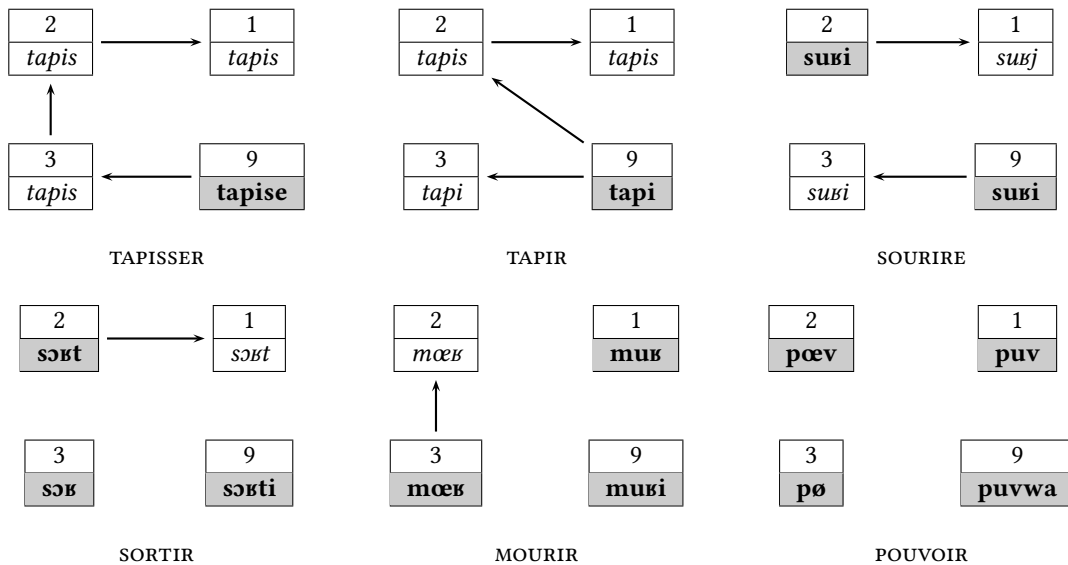 2 1 2 1 2 1
tapis tapis tapis tapis suʁi suʁj
3 9 3 9 3 9
tapis tapise tapi tapi suʁi suʁi
TAPISSER TAPIR SOURIRE
2 1 2 1 2 1
sɔʁt sɔʁt mœʁ muʁ pœv puv
3 9 3 9 3 9
sɔʁ sɔʁti mœʁ muʁi pø puvwa
SORTIR MOURIR POUVOIR